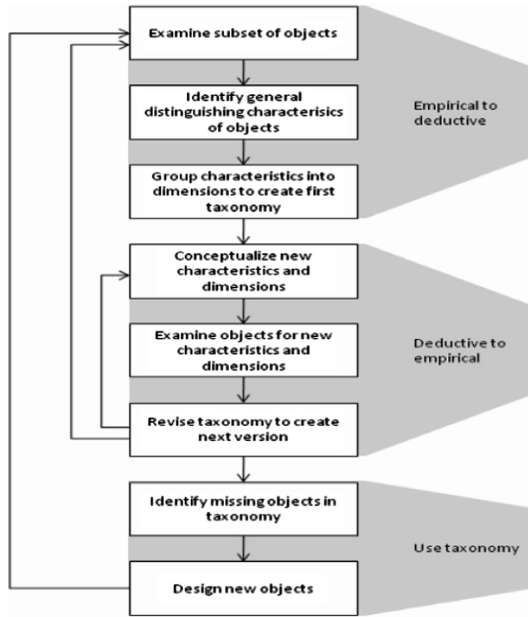 Examine subset of objects
Identify general
distinguishing characterisics
of objects
Empirical to
deductive
Group characteristics into
dimensions to create first
taxonomy
Conceptualize new
characteristics and
dimensions
Examine objects for new
characteristics and
dimensions
Deductive to
empirical
Revise taxonomy to create
next version
Identify missing objects in
taxonomy
Use taxonomy
Design new objects